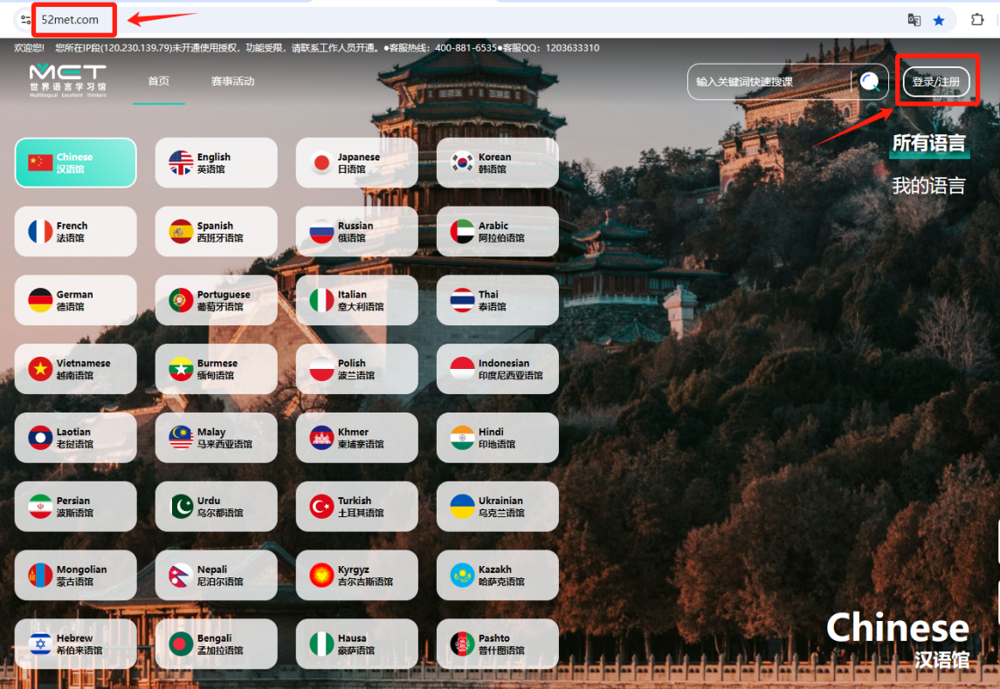 52met.com
欢迎您! 您所在IP段(120.230.139.79)未开通使用授权，功能受限，请联系工作人员开通。●客服热线：400-881-6535●客服QQ：1203633310
MET
世界语言学习馆
Multilingual Excellent Thinkers
首页
赛事活动
输入关键词快速搜课
登录/注册
所有语言
我的语言
Chinese
汉语馆
English
英语馆
Japanese
日语馆
Korean
韩语馆
French
法语馆
Spanish
西班牙语馆
Russian
俄语馆
Arabic
阿拉伯语馆
German
德语馆
Portuguese
葡萄牙语馆
Italian
意大利语馆
Thai
泰语馆
Vietnamese
越南语馆
Burmese
缅甸语馆
Polish
波兰语馆
Indonesian
印度尼西亚语馆
Laotian
老挝语馆
Malay
马来西亚语馆
Khmer
柬埔寨语馆
Hindi
印地语馆
Persian
波斯语馆
Urdu
乌尔都语馆
Turkish
土耳其语馆
Ukrainian
乌克兰语馆
Mongolian
蒙古语馆
Nepali
尼泊尔语馆
Kyrgyz
吉尔吉斯语馆
Kazakh
哈萨克语馆
Hebrew
希伯来语馆
Bengali
孟加拉语馆
Hausa
豪萨语馆
Pashto
普什图语馆
Chinese
汉语馆